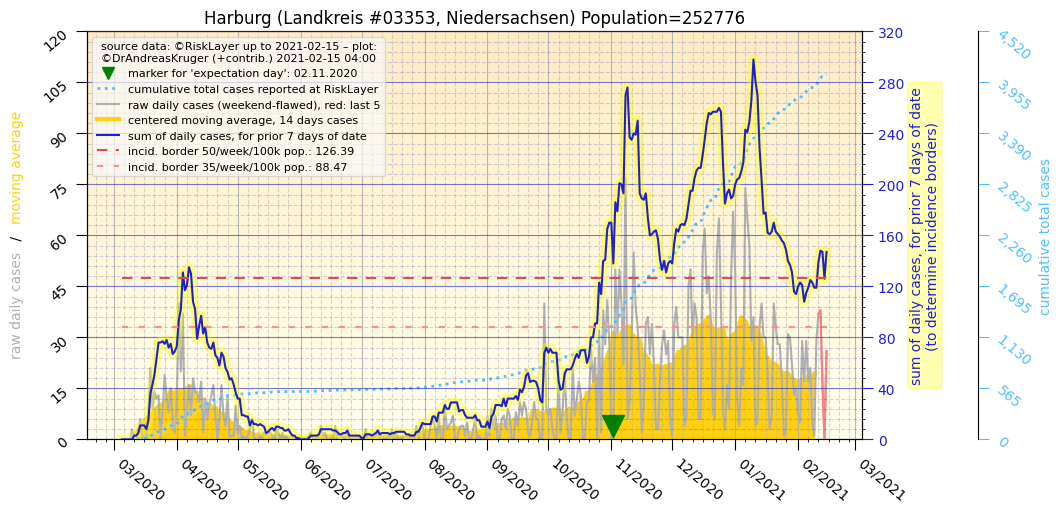 Harburg (Landkreis #03353, Niedersachsen) Population=252776
source data: ©RiskLayer up to 2021-02-15 – plot:
©DrAndreasKruger (+contrib.) 2021-02-15 04:00
marker for 'expectation day': 02.11.2020
cumulative total cases reported at RiskLayer
raw daily cases (weekend-flawed), red: last 5
centered moving average, 14 days cases
sum of daily cases, for prior 7 days of date
incid. border 50/week/100k pop.: 126.39
incid. border 35/week/100k pop.: 88.47
raw daily cases / moving average
120
105
90
75
60
45
30
15
0
03/2020
04/2020
05/2020
06/2020
07/2020
08/2020
09/2020
10/2020
11/2020
12/2020
01/2021
02/2021
03/2021
320
280
240
200
160
120
80
40
0
sum of daily cases, for prior 7 days of date
(to determine incidence borders)
4,520
3,955
3,390
2,825
2,260
1,695
1,130
565
0
cumulative total cases